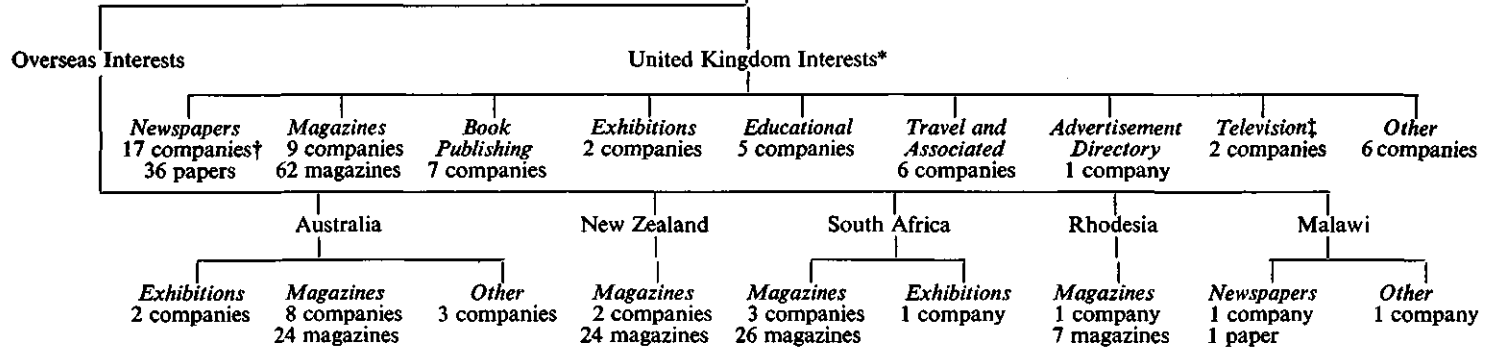 Overseas Interests United Kingdom Interests*
Newspapers Magazines Book Exhibitions Educational Travel and Advertisement Television‡ Other
17 companies† 9 companies Publishing 2 companies 5 companies Associated Directory 2 companies 6 companies
36 papers 62 magazines 7 companies 6 companies 1 company
Australia New Zealand South Africa Rhodesia Malawi
Exhibitions Magazines Other Magazines Magazines Exhibitions Magazines Newspapers Other
2 companies 8 companies 3 companies 2 companies 3 companies 1 company 1 company 1 company 1 company
24 magazines 24 magazines 26 magazines 7 magazines 1 paper